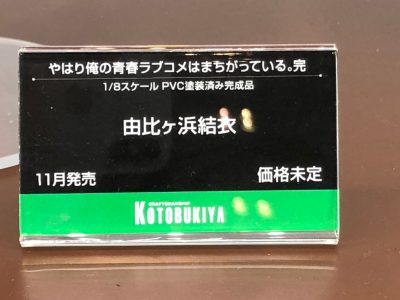 やはり俺の青春ラブコメはまちがっている。完
1/8スケール PVC塗装済み完成品
由比ヶ浜結衣
11月発売 価格未定
CRAFTSMANSHIP
KOTOBUKIYA